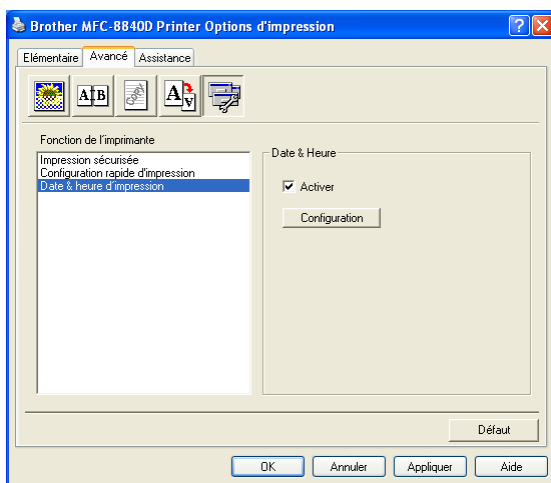 Brother MFC-8840D Printer Options d'impression
Elémentaire Avancé Assistance
A B
A A
Fonction de l'imprimante
Impression sécurisée
Configuration rapide d'impression
Date & heure d'impression
Date & Heure
Activer
Configuration
Défaut
OK Annuler Appliquer Aide